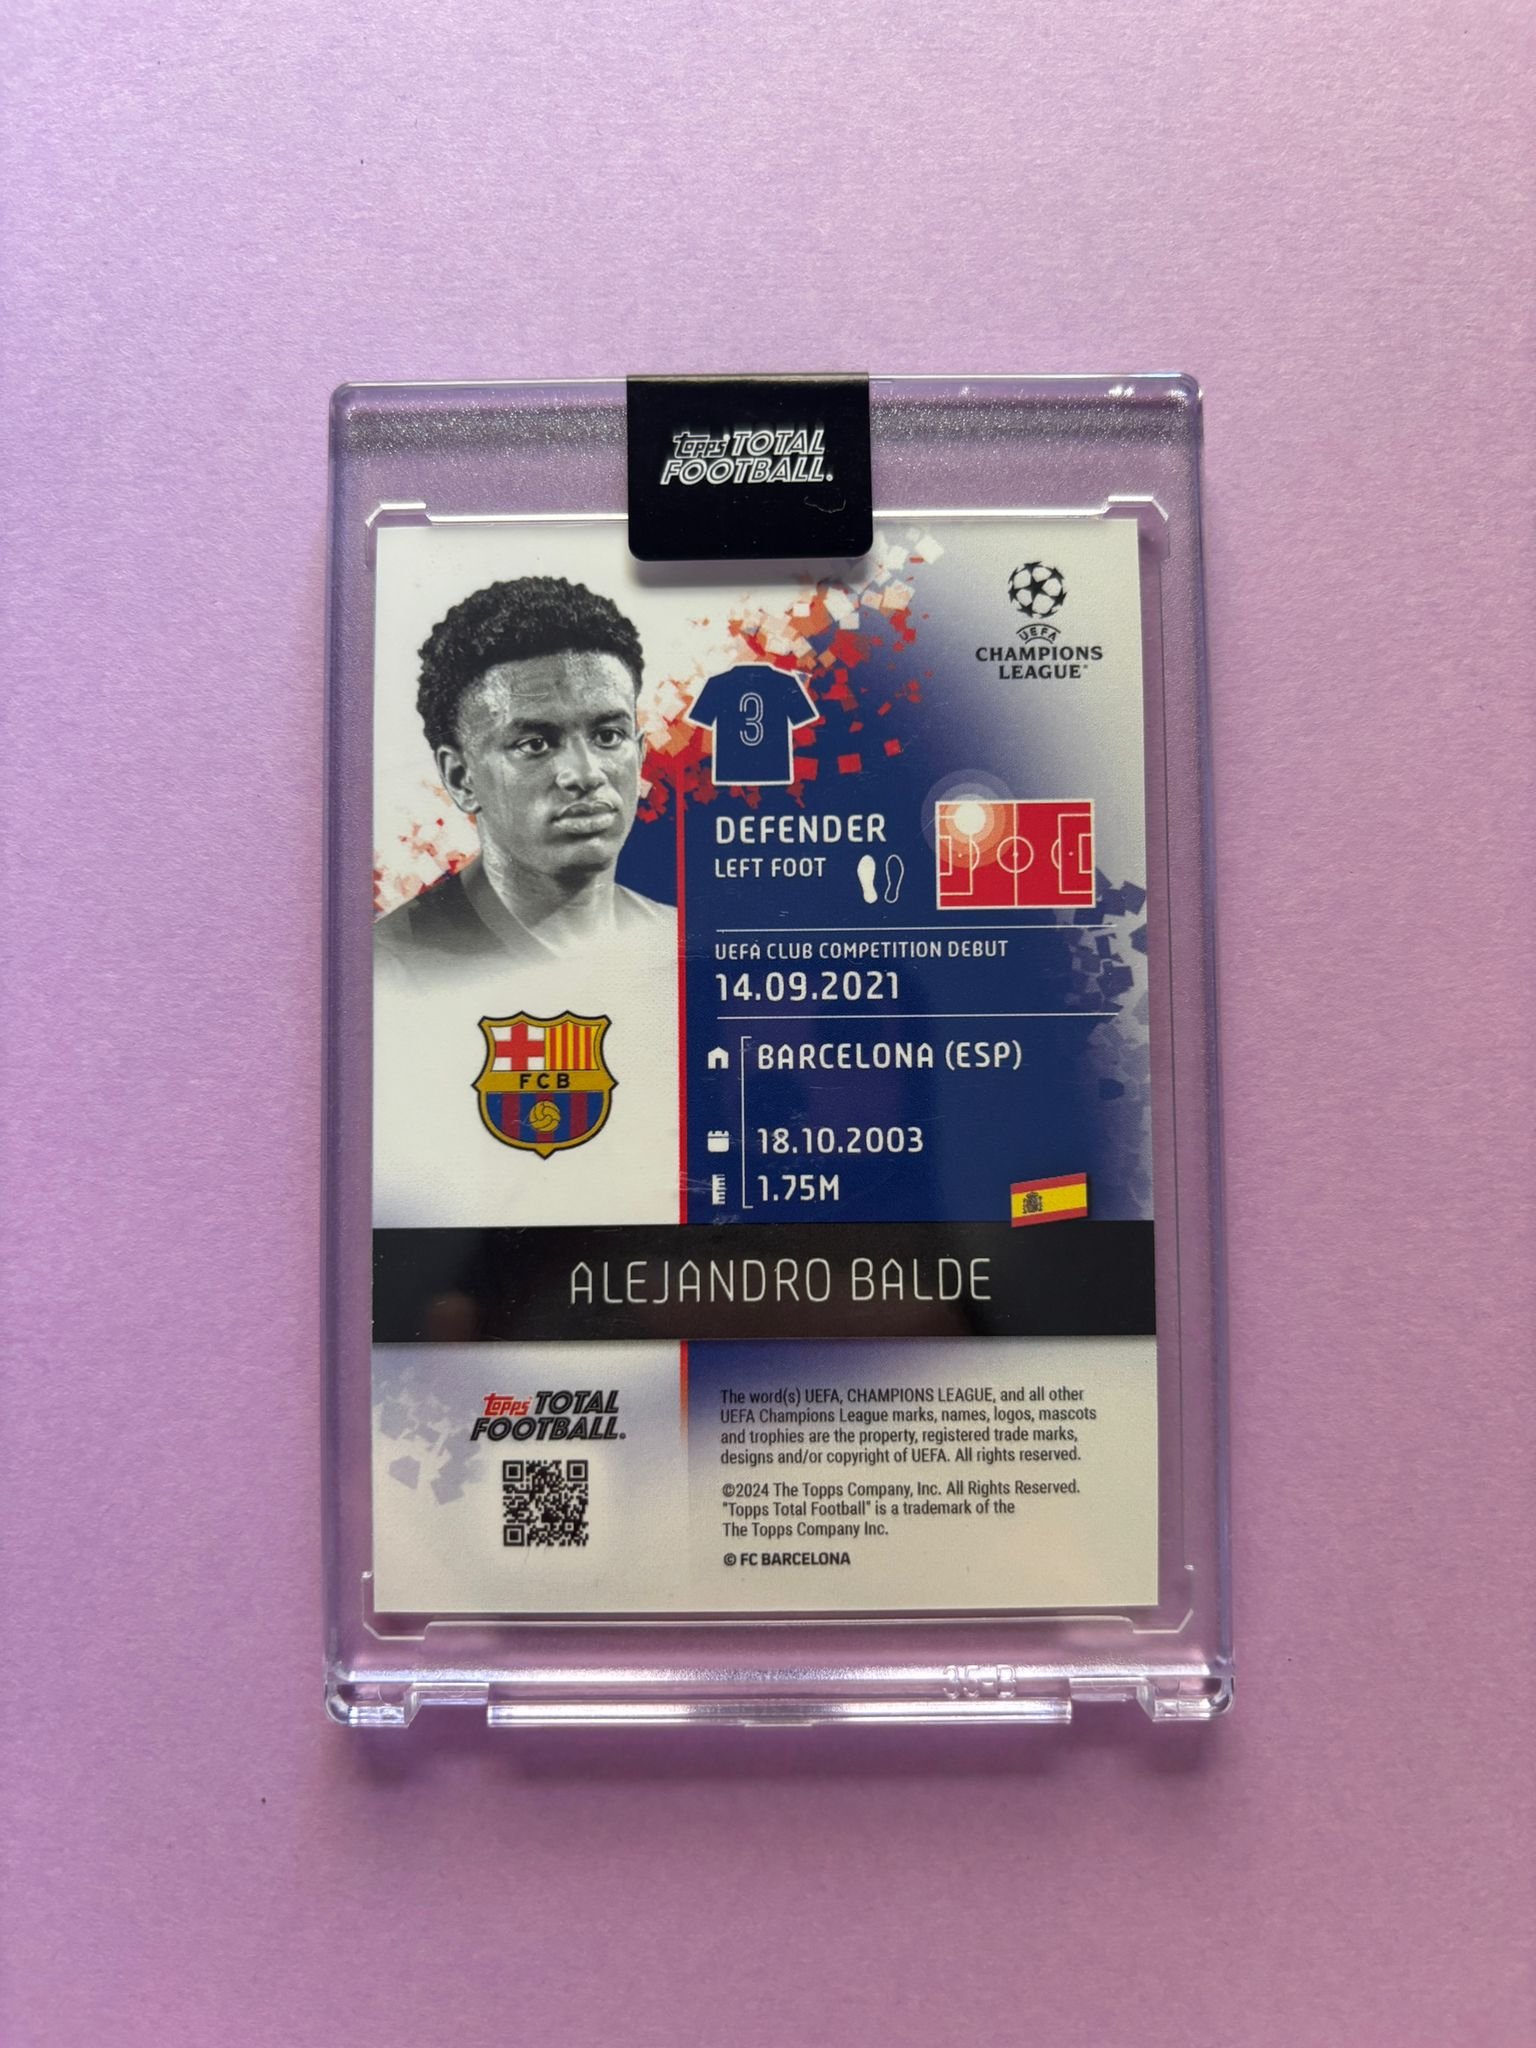 topps TOTAL
FOOTBALL.
UEFA
CHAMPIONS
LEAGUE®
3
DEFENDER
LEFT FOOT
UEFA CLUB COMPETITION DEBUT
14.09.2021
BARCELONA (ESP)
FCB
18.10.2003
1.75M
ALEJANDRO BALDE
topps TOTAL
FOOTBALL.
The word(s) UEFA, CHAMPIONS LEAGUE, and all other
UEFA Champions League marks, names, logos, mascots
and trophies are the property, registered trade marks,
designs and/or copyright of UEFA. All rights reserved.
©2024 The Topps Company, Inc. All Rights Reserved.
"Topps Total Football" is a trademark of the
The Topps Company Inc.
© FC BARCELONA
35-B